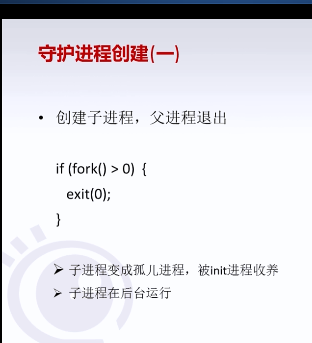 守护进程创建(一)
• 创建子进程，父进程退出
if (fork() > 0) {
exit(0);
}
➢ 子进程变成孤儿进程，被init进程收养
➢ 子进程在后台运行